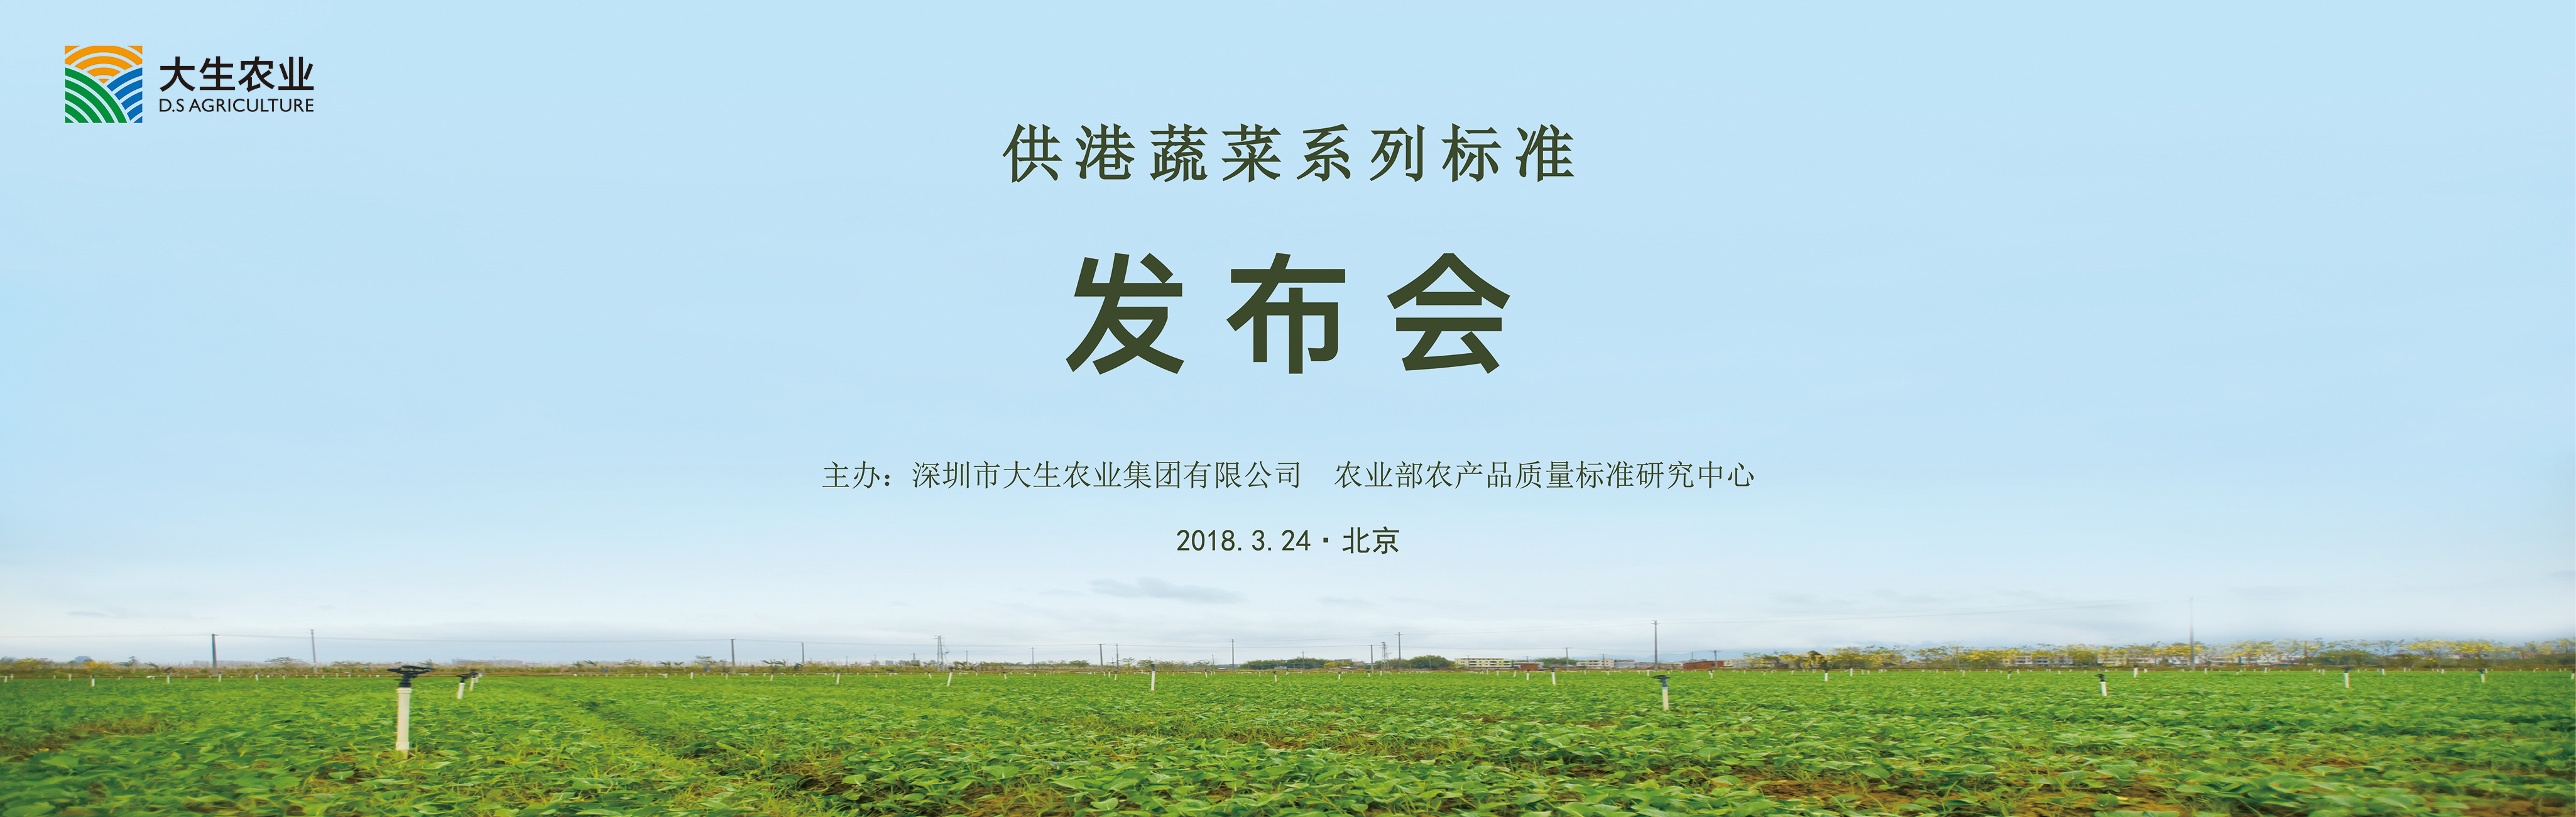 大生农业
D.S AGRICULTURE
供港蔬菜系列标准
发布会
主办：深圳市大生农业集团有限公司 农业部农产品质量标准研究中心
2018.3.24·北京